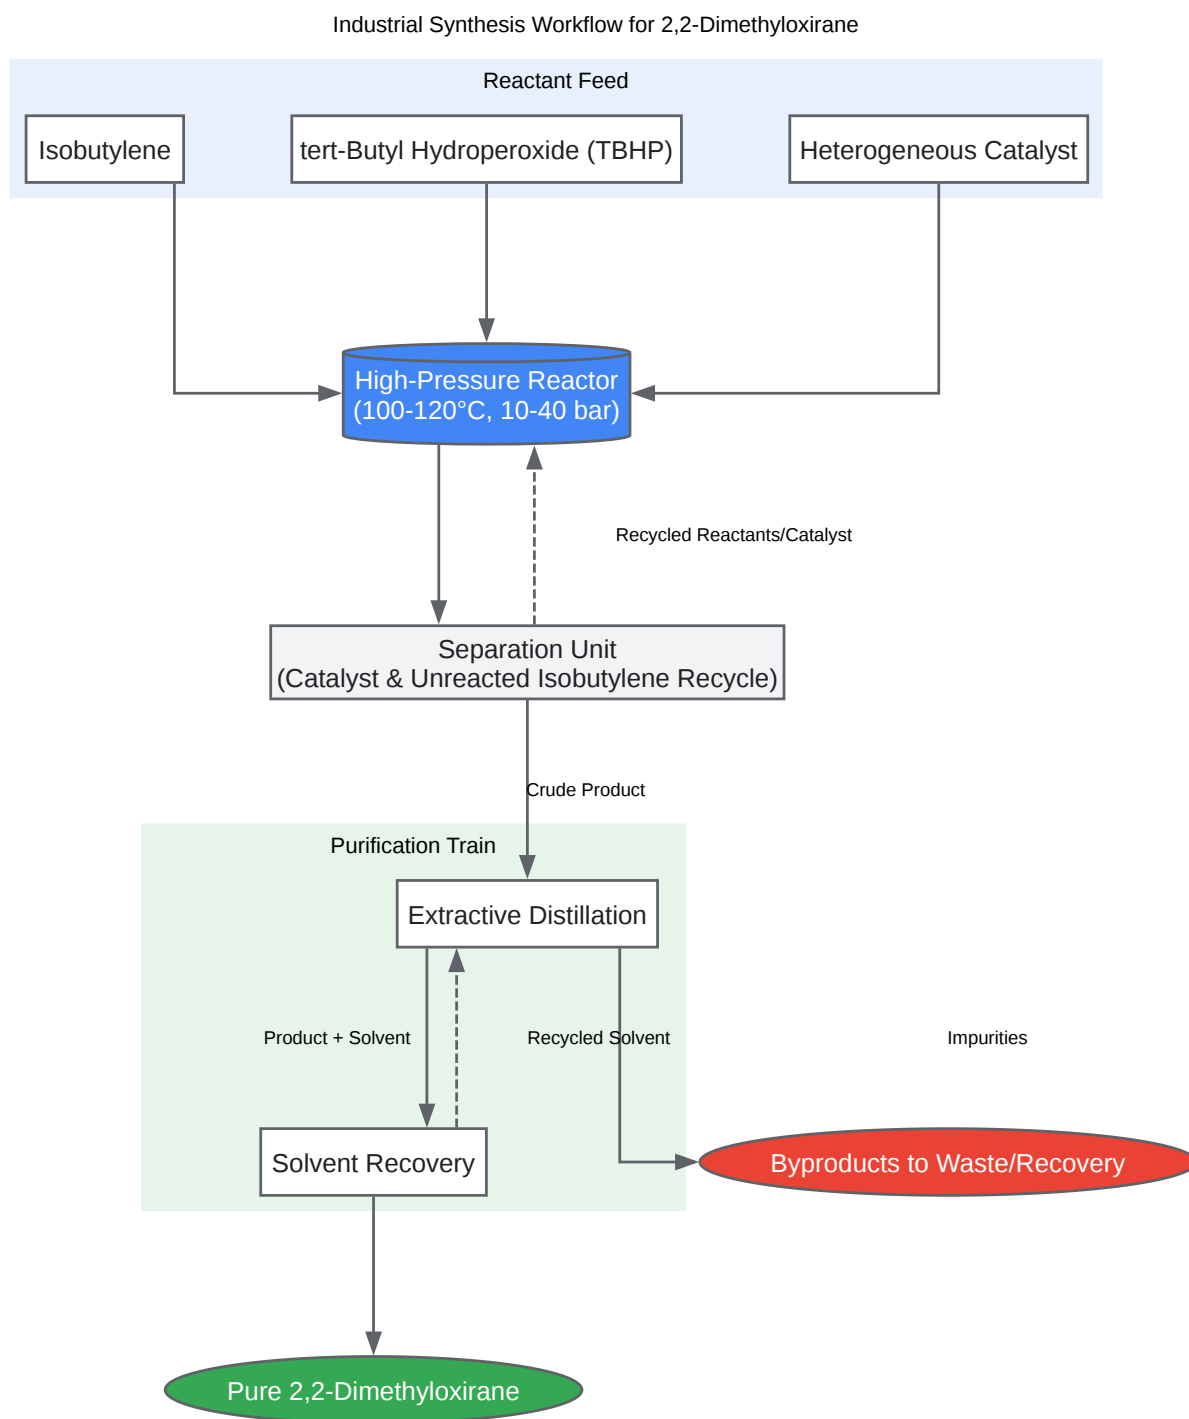 Industrial Synthesis Workflow for 2,2-Dimethyloxirane
Reactant Feed
Isobutylene
tert-Butyl Hydroperoxide (TBHP)
Heterogeneous Catalyst
High-Pressure Reactor
(100-120°C, 10-40 bar)
Recycled Reactants/Catalyst
Separation Unit
(Catalyst & Unreacted Isobutylene Recycle)
Crude Product
Purification Train
Extractive Distillation
Product + Solvent
Recycled Solvent
Impurities
Solvent Recovery
Byproducts to Waste/Recovery
Pure 2,2-Dimethyloxirane